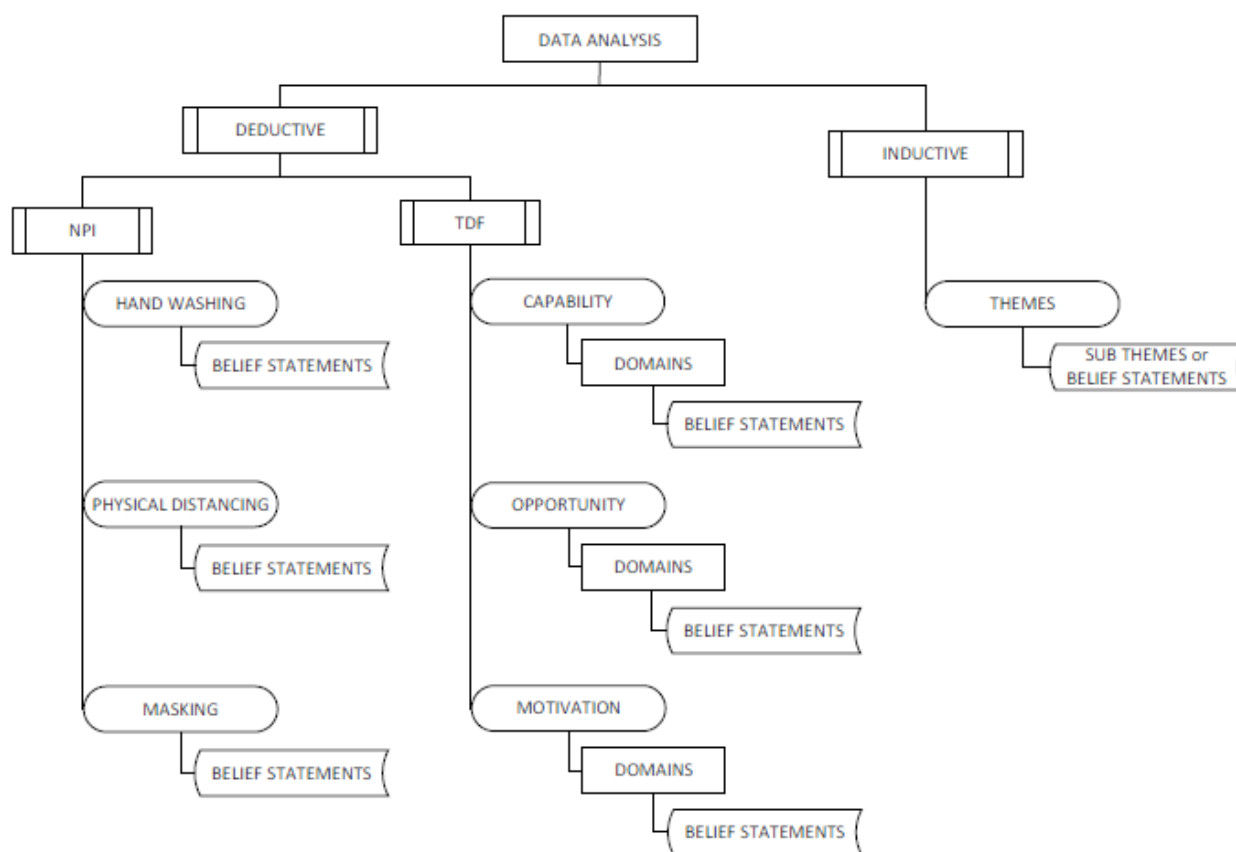 DATA ANALYSIS
DEDUCTIVE
INDUCTIVE
NPI
TDF
HAND WASHING
CAPABILITY
THEMES
BELIEF STATEMENTS
DOMAINS
SUB THEMES or
BELIEF STATEMENTS
BELIEF STATEMENTS
PHYSICAL DISTANCING
OPPORTUNITY
BELIEF STATEMENTS
DOMAINS
BELIEF STATEMENTS
MASKING
MOTIVATION
BELIEF STATEMENTS
DOMAINS
BELIEF STATEMENTS